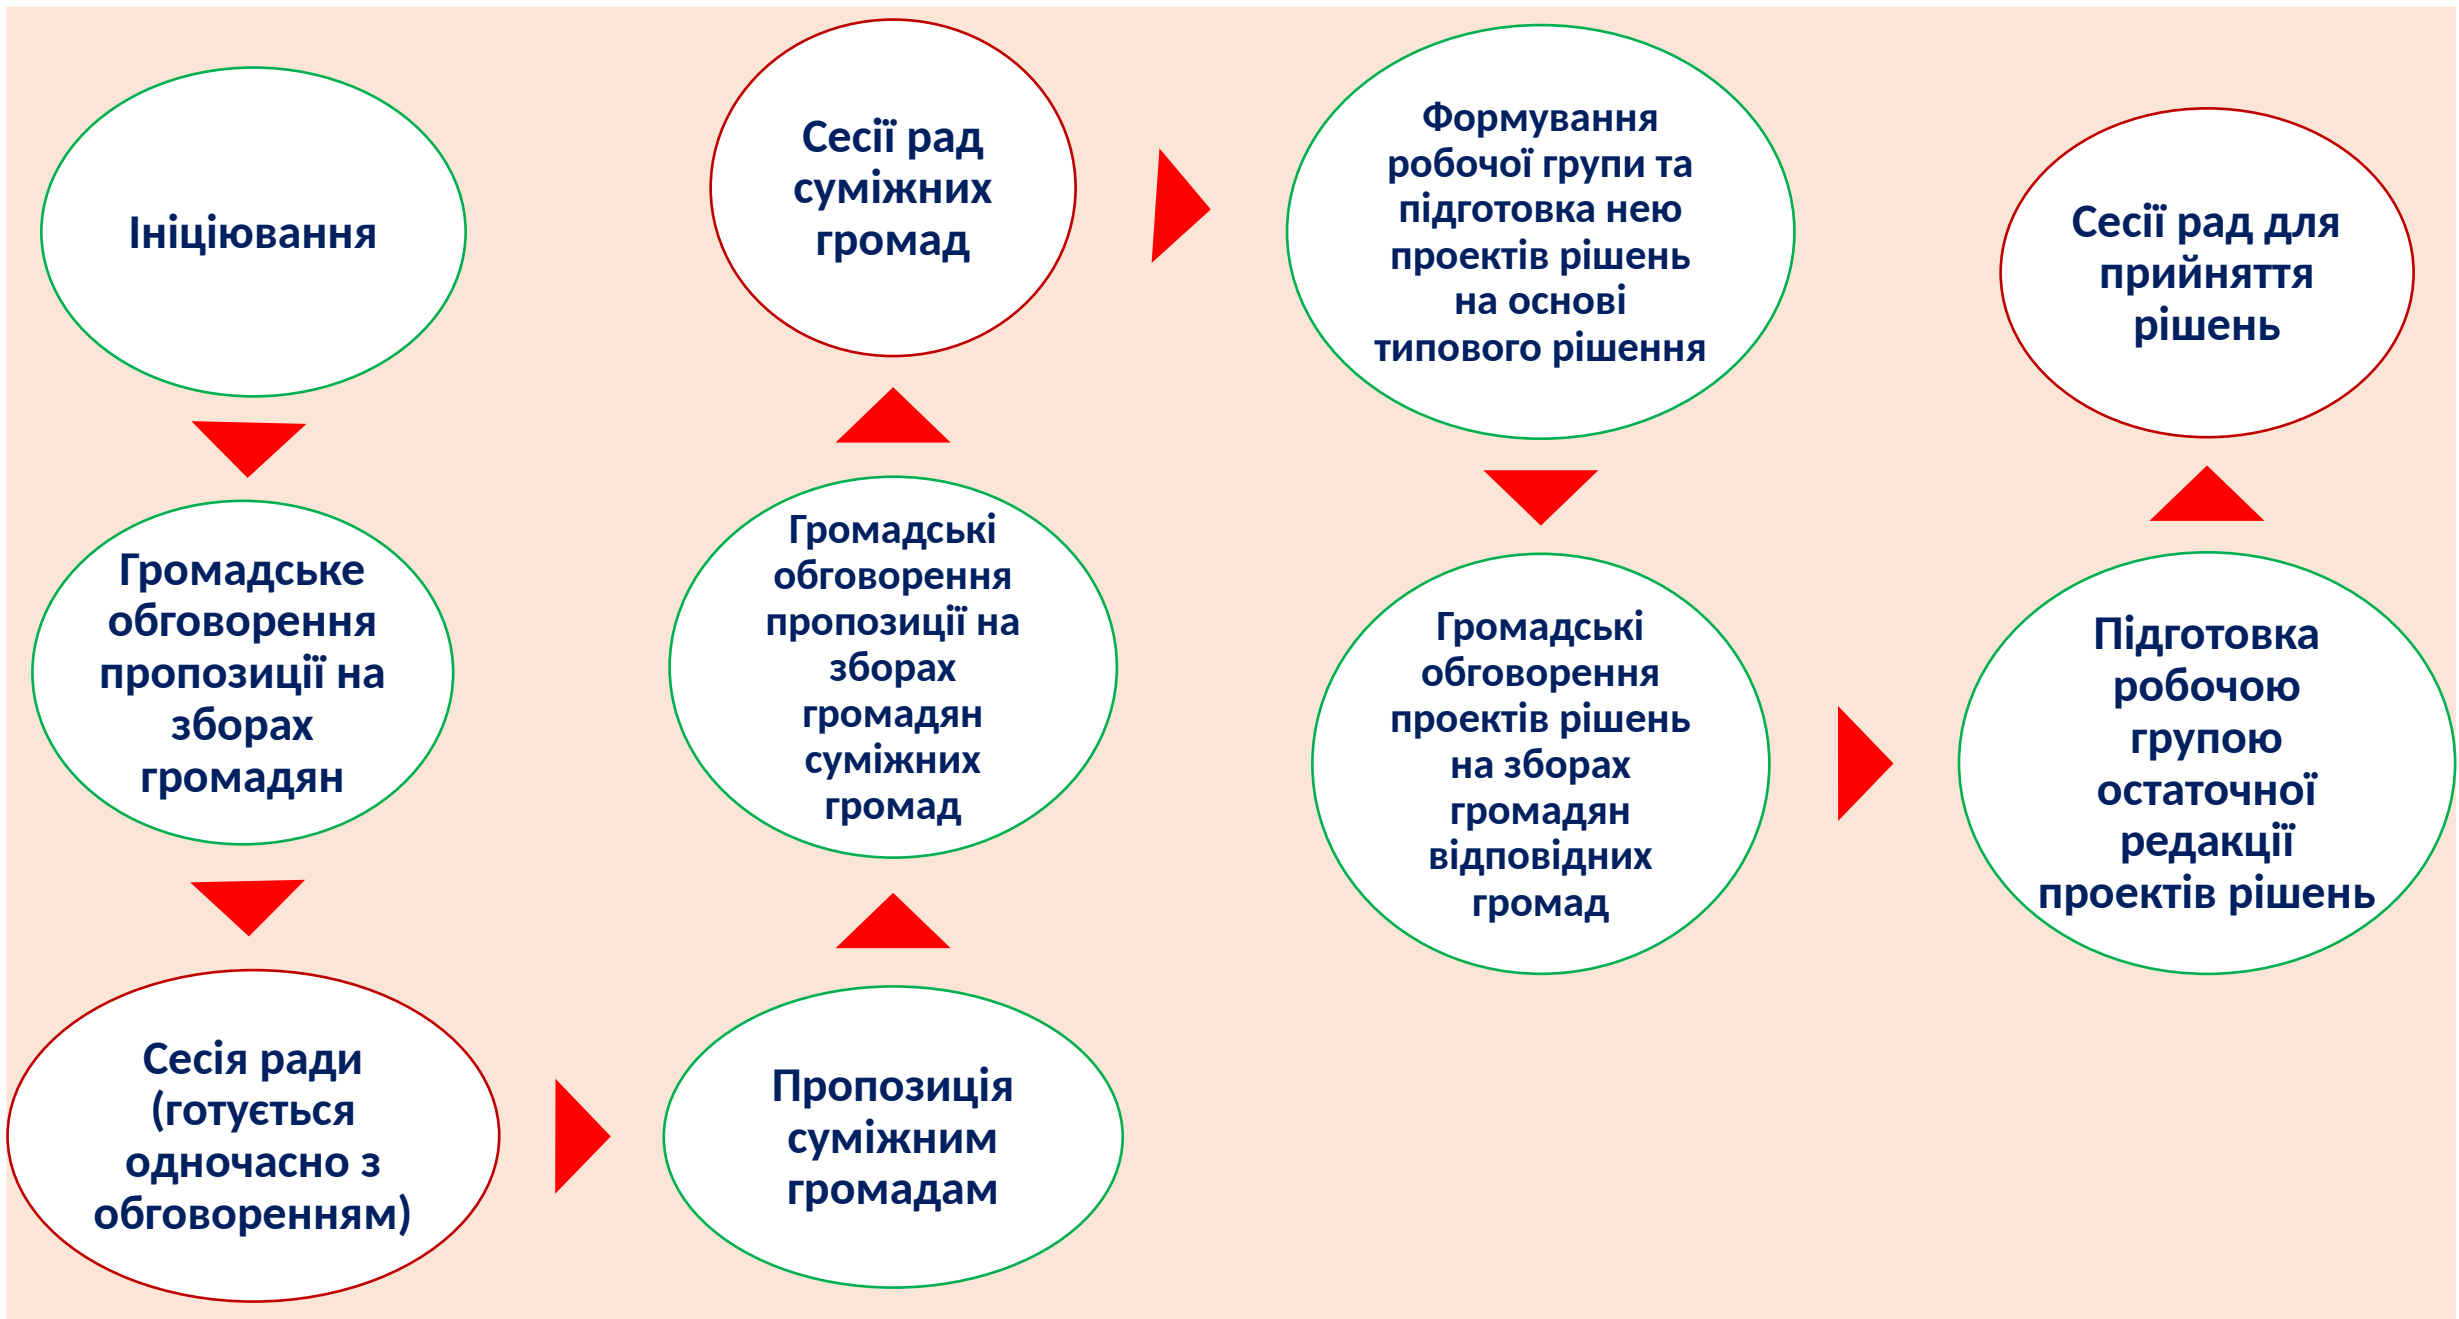 Ініціювання
Громадське
обговорення
пропозиції на
зборах
громадян
Сесія ради
(готується
одночасно з
обговоренням)
Пропозиція
суміжним
громадам
Громадські
обговорення
пропозиції на
зборах
громадян
суміжних
громад
Сесії рад
суміжних
громад
Формування
робочої групи та
підготовка нею
проектів рішень
на основі
типового рішення
Громадські
обговорення
проектів рішень
на зборах
громадян
відповідних
громад
Підготовка
робочою
групою
остаточної
редакції
проектів рішень
Сесії рад для
прийняття
рішень